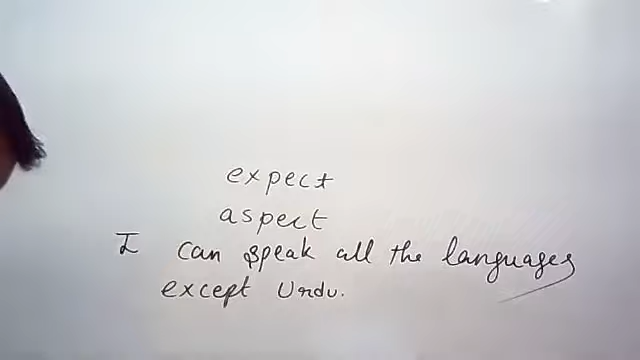 expect
aspect
I can speak all the languages
except Urdu.